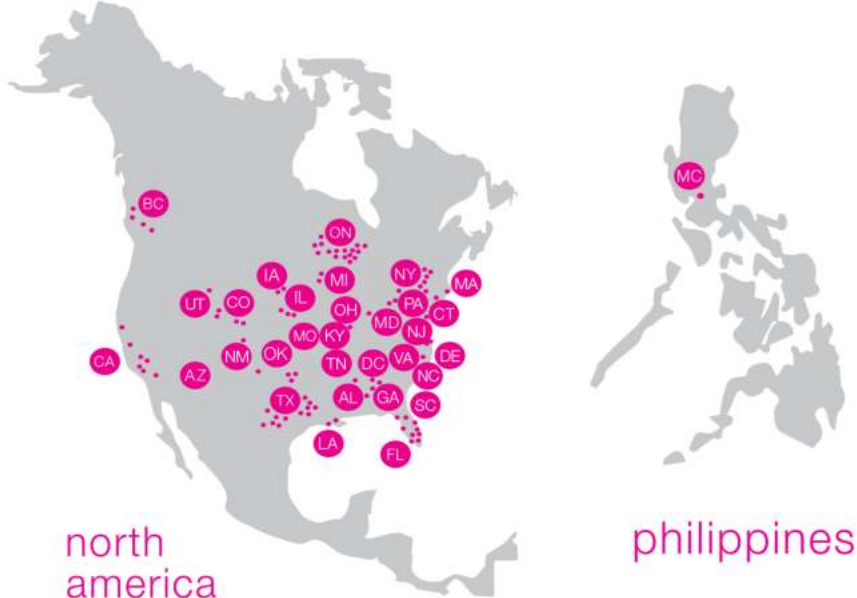 MC
BC
ON
IA
MI
NY
MA
UT
CO
IL
OH
PA
CT
MD
NJ
MO
KY
CA
AZ
NM
OK
TN
DC
VA
DE
NC
TX
AL
GA
SC
LA
FL
north
america
philippines